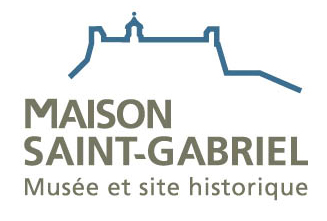 MAISON
SAINT-GABRIEL
Musée et site historique